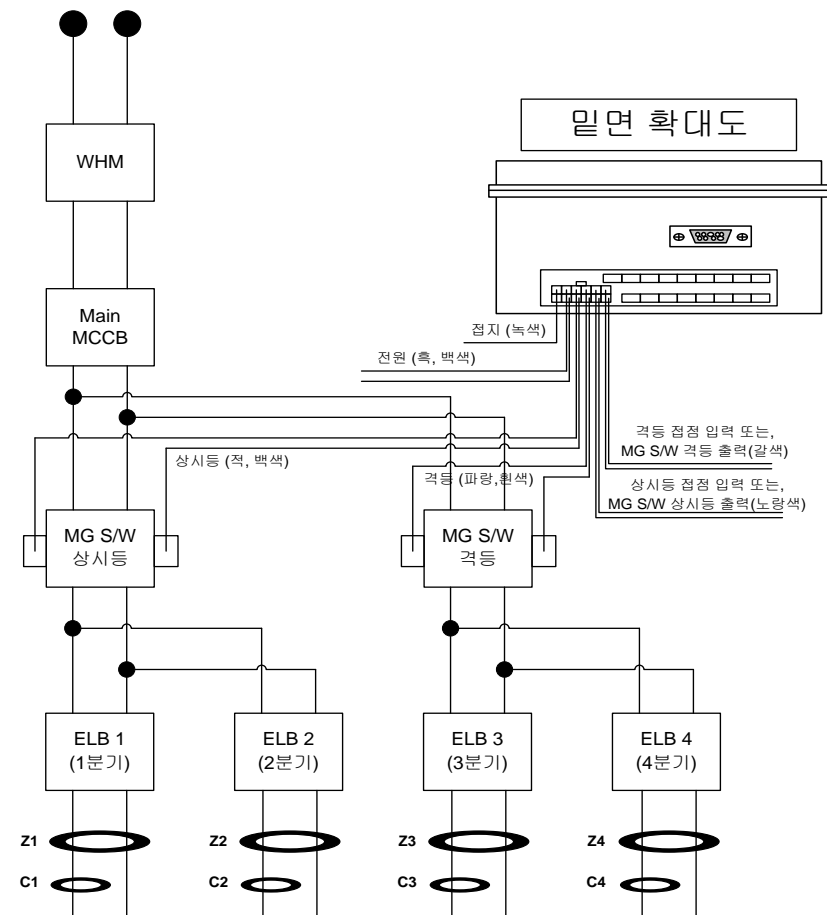 밑면 확대도
WHM
Main
MCCB
접지 (녹색)
전원 (흑, 백색)
상시등 (적, 백색)
격등 (파랑,흰색)
격등 접점 입력 또는,
MG S/W 격등 출력(갈색)
상시등 접점 입력 또는,
MG S/W 상시등 출력(노랑색)
MG S/W
상시등
MG S/W
격등
ELB 1
(1분기)
ELB 2
(2분기)
ELB 3
(3분기)
ELB 4
(4분기)
Z1
Z2
Z3
Z4
C1
C2
C3
C4